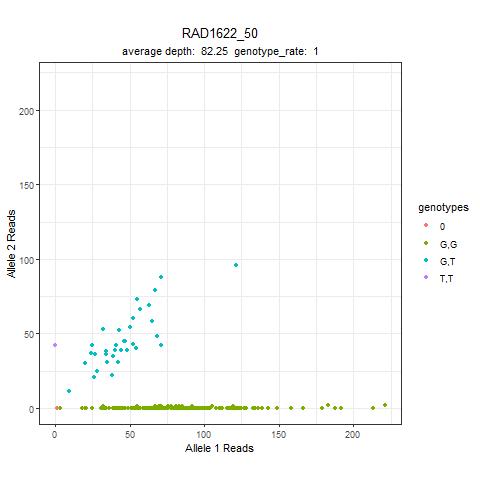 RAD1622_50
average depth: 82.25 genotype_rate: 1
200
150
100
50
0
Allele 2 Reads
0 50 100 150 200
Allele 1 Reads
genotypes
0
G,G
G,T
T,T